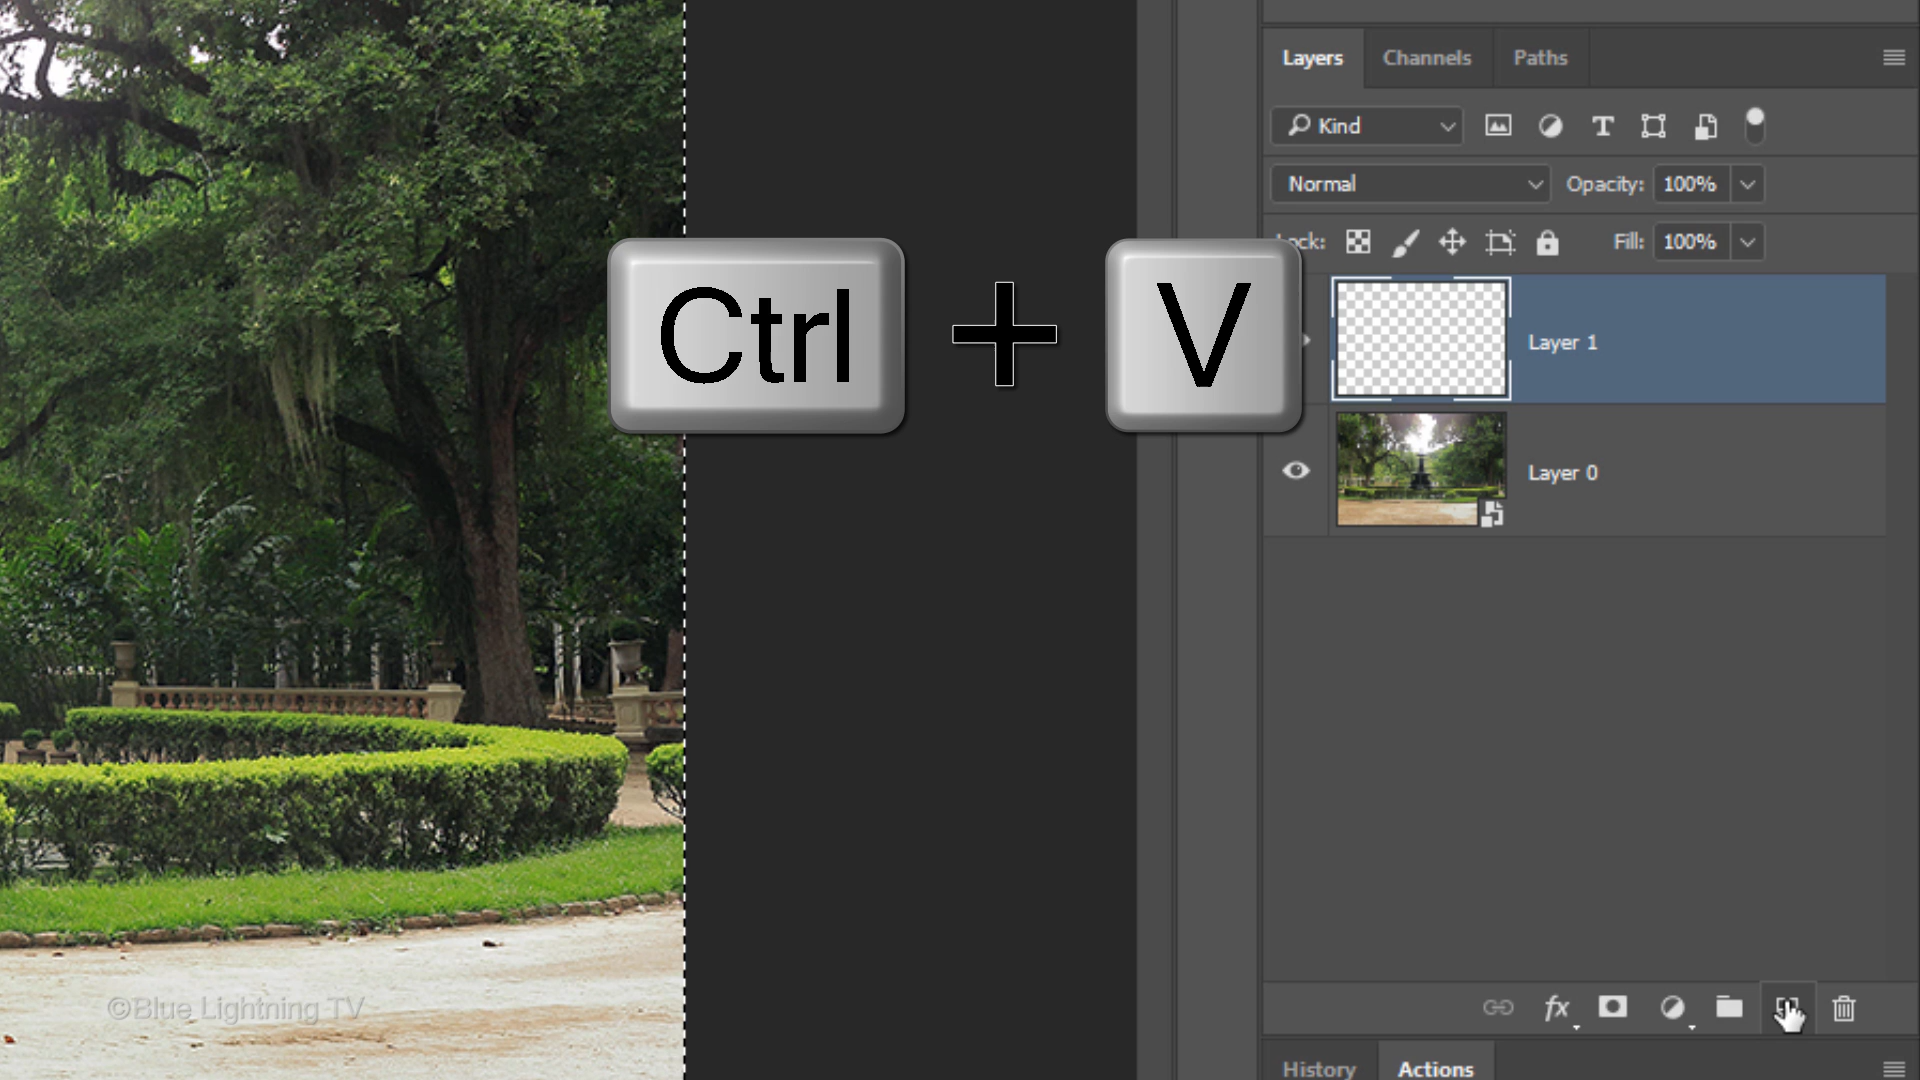 Layers Channels Paths
Kind
Normal Opacity: 100%
Lock: Fill: 100%
Ctrl + V
Layer 1
Layer 0
©Blue Lightning TV
fx
History Actions